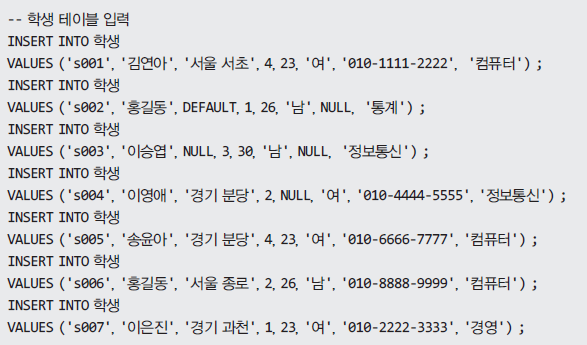 -- 학생 테이블 입력
INSERT INTO 학생
VALUES ('s001', '김연아', '서울 서초', 4, 23, '여', '010-1111-2222', '컴퓨터') ;
INSERT INTO 학생
VALUES ('s002', '홍길동', DEFAULT, 1, 26, '남', NULL, '통계') ;
INSERT INTO 학생
VALUES ('s003', '이승엽', NULL, 3, 30, '남', NULL, '정보통신') ;
INSERT INTO 학생
VALUES ('s004', '이영애', '경기 분당', 2, NULL, '여', '010-4444-5555', '정보통신') ;
INSERT INTO 학생
VALUES ('s005', '송윤아', '경기 분당', 4, 23, '여', '010-6666-7777', '컴퓨터') ;
INSERT INTO 학생
VALUES ('s006', '홍길동', '서울 종로', 2, 26, '남', '010-8888-9999', '컴퓨터') ;
INSERT INTO 학생
VALUES ('s007', '이은진', '경기 과천', 1, 23, '여', '010-2222-3333', '경영') ;